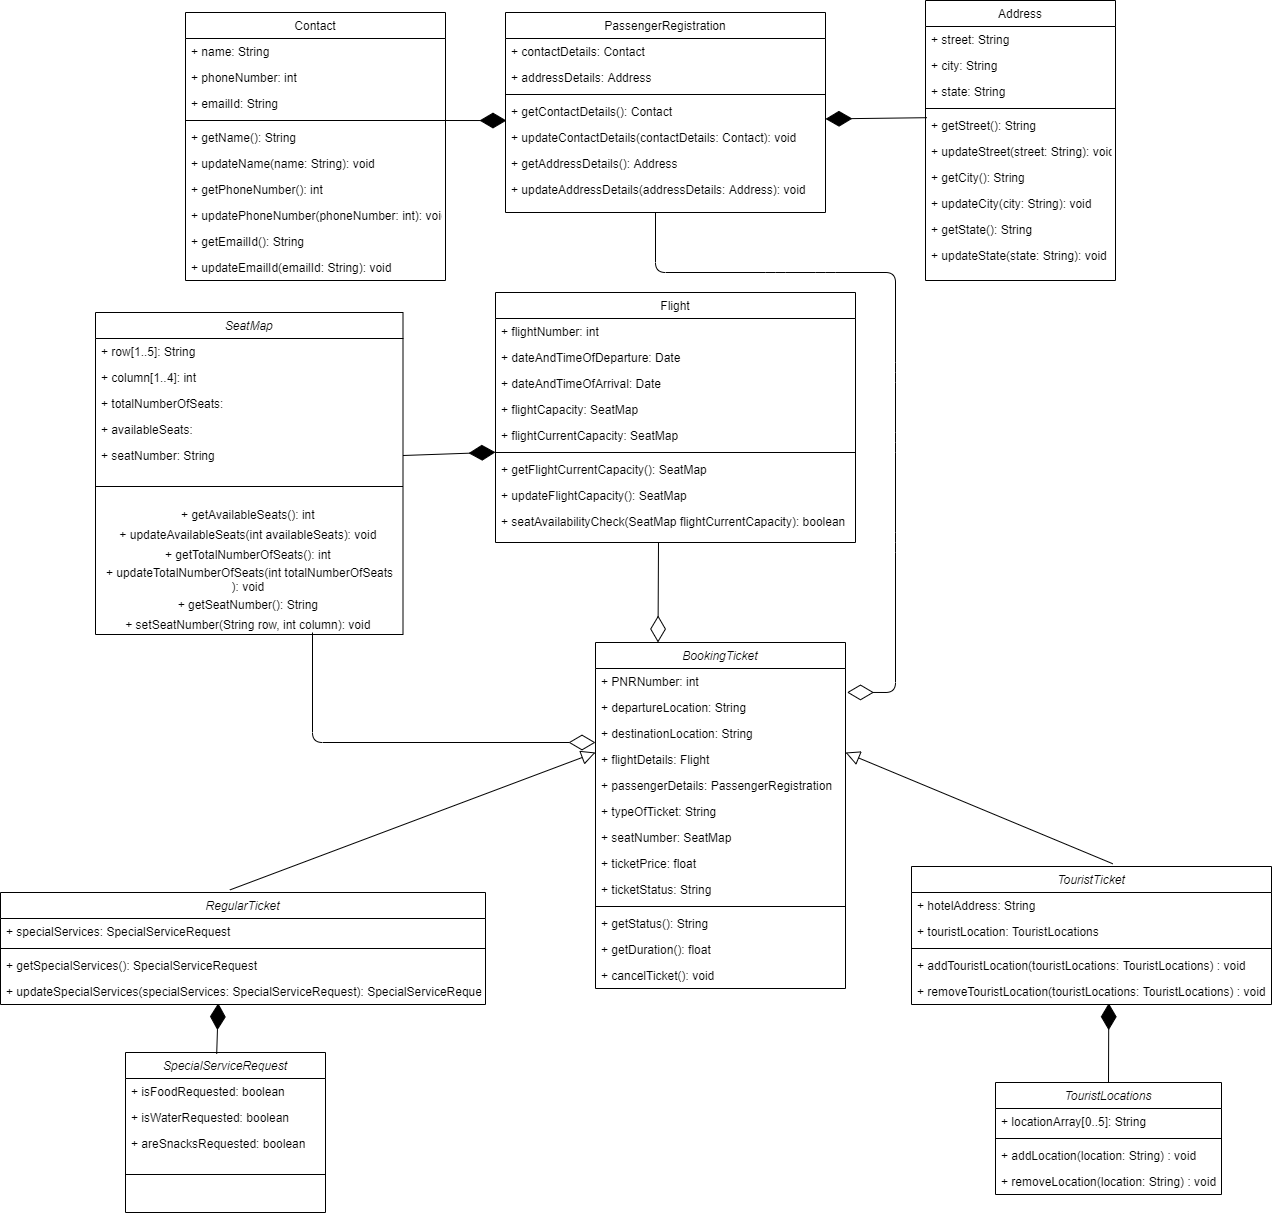 Contact
+ name: String
+ phoneNumber: int
+ emailId: String
+ getName(): String
+ updateName(name: String): void
+ getPhoneNumber(): int
+ updatePhoneNumber(phoneNumber: int): voi
+ getEmailId(): String
+ updateEmailId(emailId: String): void
PassengerRegistration
+ contactDetails: Contact
+ addressDetails: Address
+ getContactDetails(): Contact
+ updateContactDetails(contactDetails: Contact): void
+ getAddressDetails(): Address
+ updateAddressDetails(addressDetails: Address): void
Address
+ street: String
+ city: String
+ state: String
+ getStreet(): String
+ updateStreet(street: String): voic
+ getCity(): String
+ updateCity(city: String): void
+ getState(): String
+ updateState(state: String): void
SeatMap
+ row[1..5]: String
+ column[1..4]: int
+ totalNumberOfSeats:
+ availableSeats:
+ seatNumber: String
+ getAvailableSeats(): int
+ updateAvailableSeats(int availableSeats): void
+ getTotalNumberOfSeats(): int
+ updateTotalNumberOfSeats(int totalNumberOfSeats
): void
+ getSeatNumber(): String
+ setSeatNumber(String row, int column): void
Flight
+ flightNumber: int
+ dateAndTimeOfDeparture: Date
+ dateAndTimeOfArrival: Date
+ flightCapacity: SeatMap
+ flightCurrentCapacity: SeatMap
+ getFlightCurrentCapacity(): SeatMap
+ updateFlightCapacity(): SeatMap
+ seatAvailabilityCheck(SeatMap flightCurrentCapacity): boolean
BookingTicket
+ PNRNumber: int
+ departureLocation: String
+ destinationLocation: String
+ flightDetails: Flight
+ passengerDetails: PassengerRegistration
+ typeOfTicket: String
+ seatNumber: SeatMap
+ ticketPrice: float
+ ticketStatus: String
+ getStatus(): String
+ getDuration(): float
+ cancelTicket(): void
RegularTicket
+ specialServices: SpecialServiceRequest
+ getSpecialServices(): SpecialServiceRequest
+ updateSpecialServices(specialServices: SpecialServiceRequest): SpecialServiceReque
TouristTicket
+ hotelAddress: String
+ touristLocation: TouristLocations
+ addTouristLocation(touristLocations: TouristLocations) : void
+ removeTouristLocation(touristLocations: TouristLocations) : void
SpecialServiceRequest
+ isFoodRequested: boolean
+ isWaterRequested: boolean
+ areSnacksRequested: boolean
TouristLocations
+ locationArray[0..5]: String
+ addLocation(location: String) : void
+ removeLocation(location: String) : void